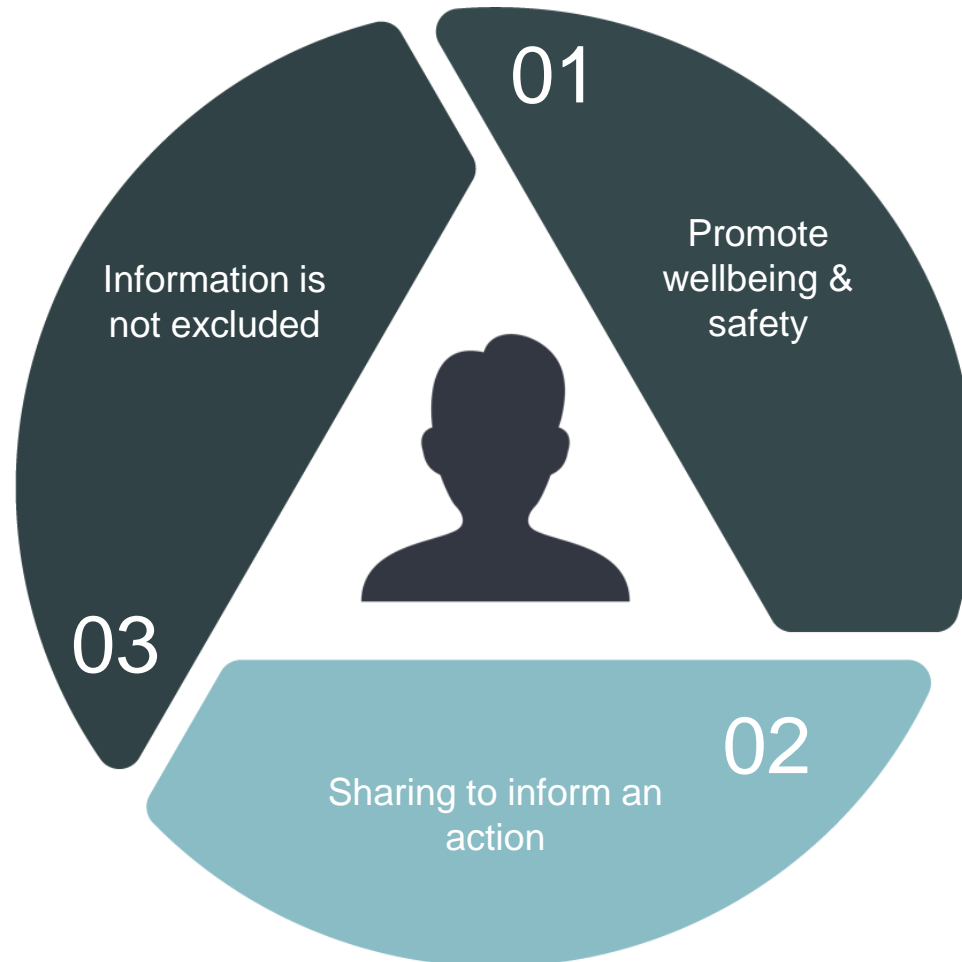 01
Promote
wellbeing &
safety
02
Sharing to inform an
action
03
Information is
not excluded